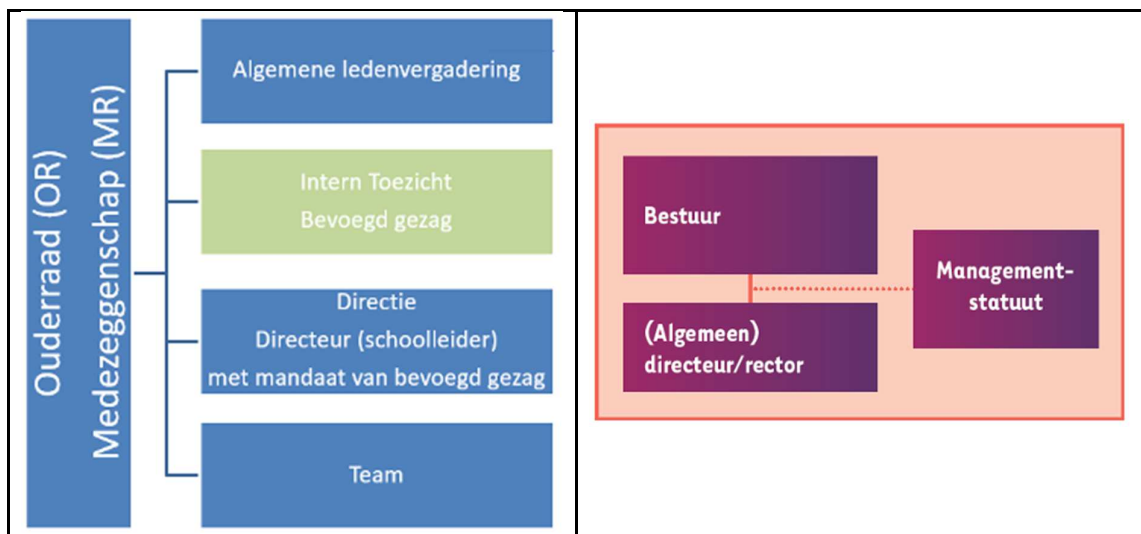 Ouderraad (OR)
Medezeggenschap (MR)
Algemene ledenvergadering
Intern Toezicht
Bevoegd gezag
Directie
Directeur (schoolleider)
met mandaat van bevoegd gezag
Team
Bestuur
(Algemeen)
directeur/rector
Management-
statuut